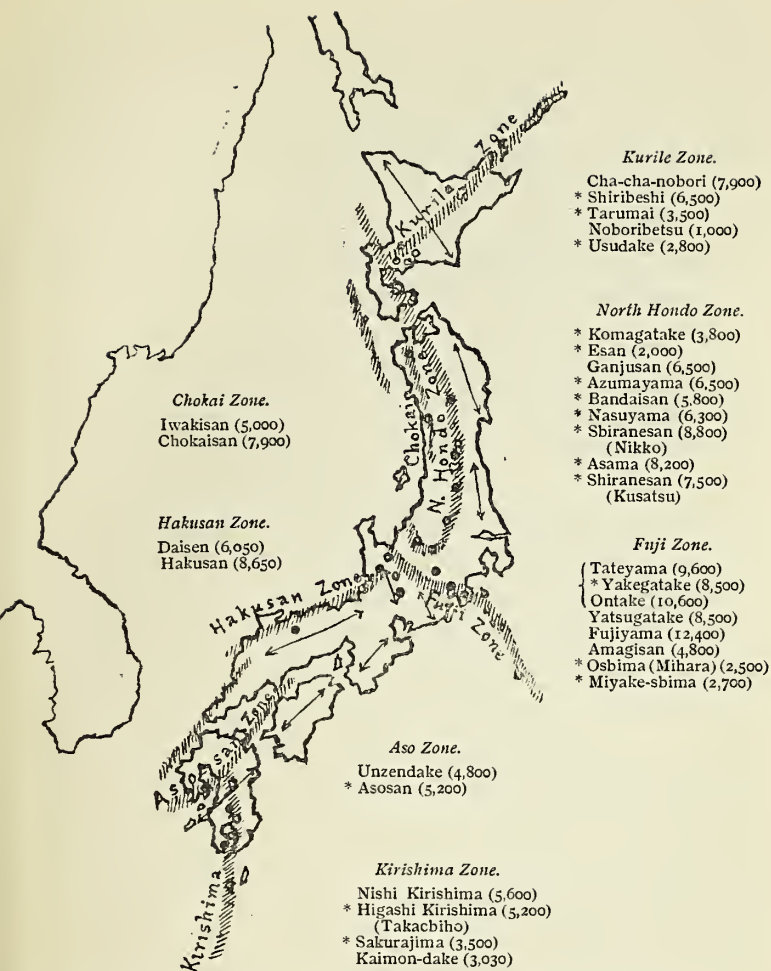 Kurile Zone.
Cha-cha-nobori (7,900)
* Shiribeshi (6,500)
* Tarumai (3,500)
Noboribetsu (1,000)
* Usudake (2,800)
North Hondo Zone.
* Komagatake (3,800)
* Esan (2,000)
Ganjusan (6,500)
* Azumayama (6,500)
* Bandaisan (5,800)
* Nasuyama (6,300)
* Sbiranesan (8,800)
(Nikko)
* Asama (8,200)
* Shiranesan (7,500)
(Kusatsu)
Chokai Zone.
Iwakisan (5,000)
Chokaisan (7,900)
Hakusan Zone.
Daisen (6,050)
Hakusan (8,650)
Fuji Zone.
Tateyama (9,600)
* Yakegatake (8,500)
Ontake (10,600)
Yatsugatake (8,500)
Fujiyama (12,400)
Amagisan (4,800)
* Osbima (Mihara) (2,500)
* Miyake-sbima (2,700)
Aso Zone.
Unzendake (4,800)
* Asosan (5,200)
Kirishima Zone.
Nishi Kirishima (5,600)
* Higashi Kirishima (5,200)
(Takacbiho)
* Sakurajima (3,500)
Kaimon-dake (3,030)
Kurila Zone
Chokais
N. Hondo Zone
Hakusan Zone
Fuji Zone
Zone
Kirishima